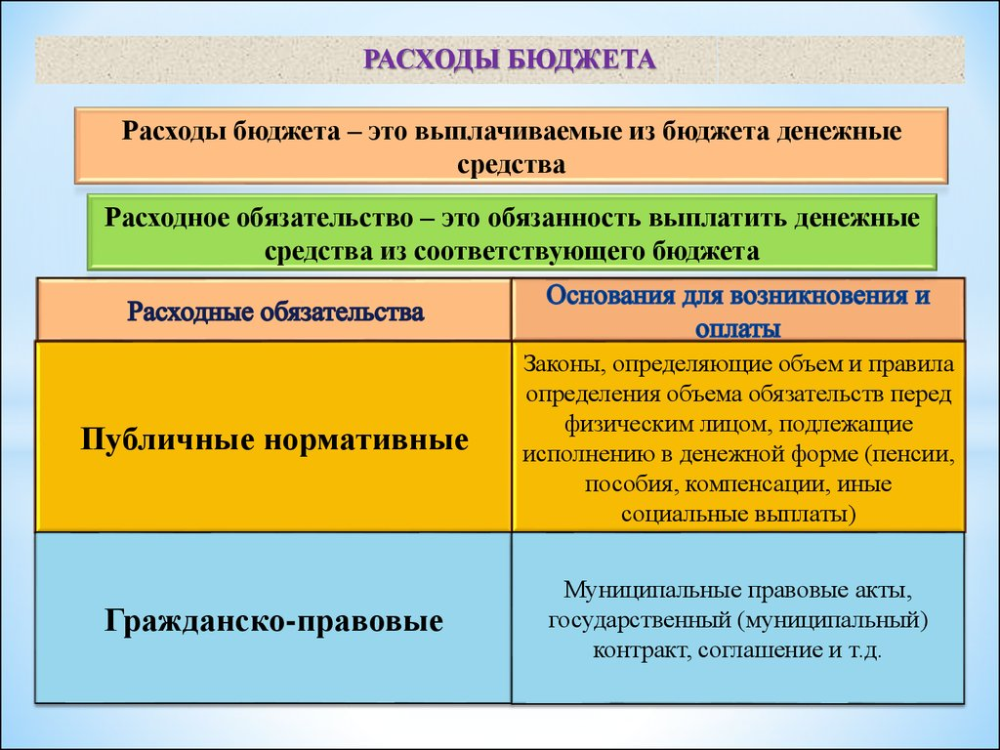 РАСХОДЫ БЮДЖЕТА
Расходы бюджета – это выплачиваемые из бюджета денежные
средства
Расходное обязательство – это обязанность выплатить денежные
средства из соответствующего бюджета
Расходные обязательства
Основания для возникновения и
оплаты
Публичные нормативные
Законы, определяющие объем и правила
определения объема обязательств перед
физическим лицом, подлежащие
исполнению в денежной форме (пенсии,
пособия, компенсации, иные
социальные выплаты)
Гражданско-правовые
Муниципальные правовые акты,
государственный (муниципальный)
контракт, соглашение и т.д.